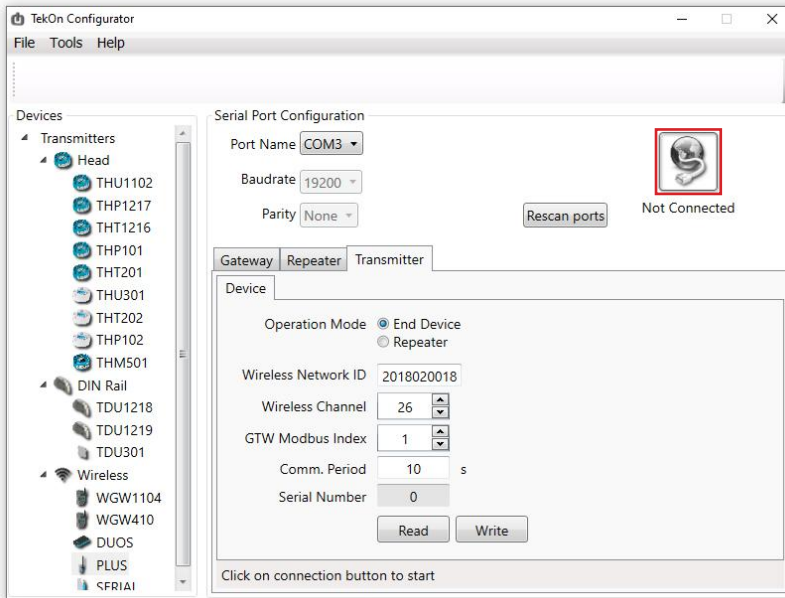 TekOn Configurator
File Tools Help
Devices
Transmitters
Head
THU1102
THP1217
THT1216
THP101
THT201
THU301
THT202
THP102
THM501
DIN Rail
TDU1218
TDU1219
TDU301
Wireless
WGW1104
WGW410
DUOS
PLUS
SERIAL
Serial Port Configuration
Port Name COM3
Baudrate 19200
Parity None
Rescan ports
Not Connected
Gateway Repeater Transmitter
Device
Operation Mode End Device
Repeater
Wireless Network ID 2018020018
Wireless Channel 26
GTW Modbus Index 1
Comm. Period 10 s
Serial Number 0
Read Write
Click on connection button to start